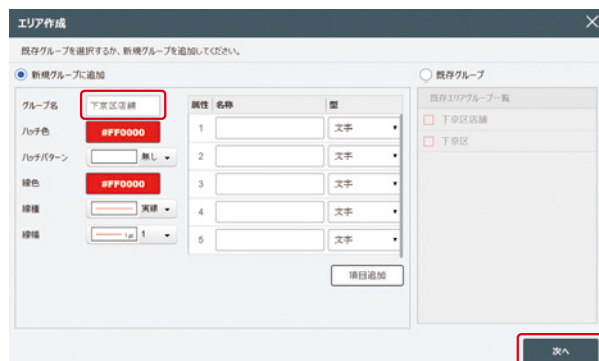 エリア作成
既存グループを選択するか、新規グループを追加してください。
新規グループに追加
既存グループ
グループ名 下京区店舗
属性 名称 型
既存エリアグループ一覧
ハッチ色 #FF0000
1 文字
下京区店舗
ハッチパターン 無し
2 文字
下京区
線色 #FF0000
3 文字
線種 実線
4 文字
線幅 1pt 1
5 文字
項目追加
次へ